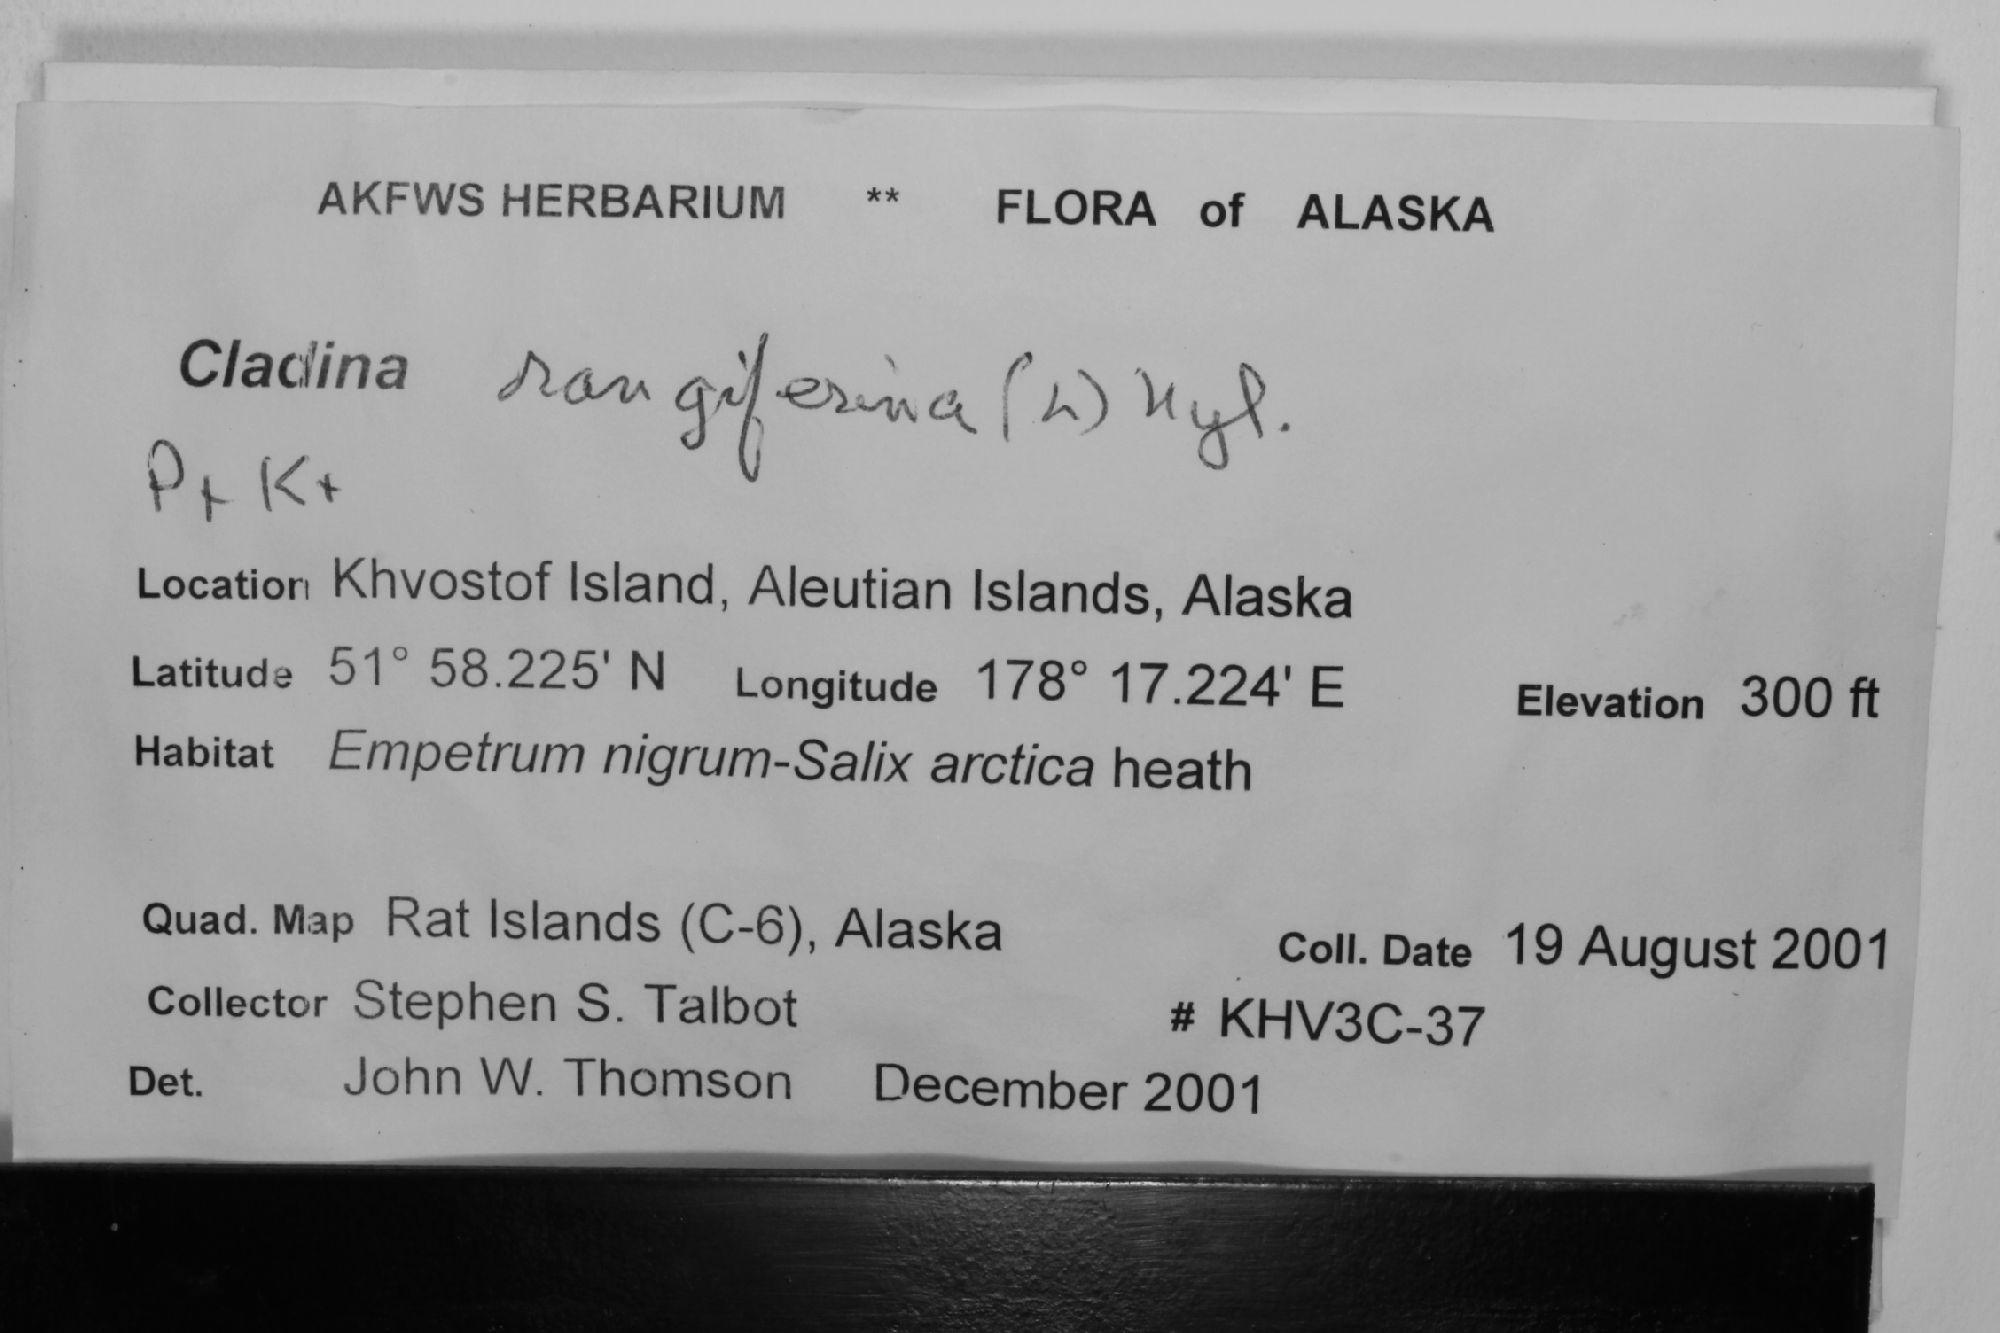 AKFWS HERBARIUM ** FLORA of ALASKA
Cladina rangiferina (L) Nyl.
P+ K+
Location Khvostof Island, Aleutian Islands, Alaska
Latitude 51° 58.225' N Longitude 178° 17.224' E Elevation 300 ft
Habitat Empetrum nigrum-Salix arctica heath
Quad. Map Rat Islands (C-6), Alaska Coll. Date 19 August 2001
Collector Stephen S. Talbot # KHV3C-37
Det. John W. Thomson December 2001